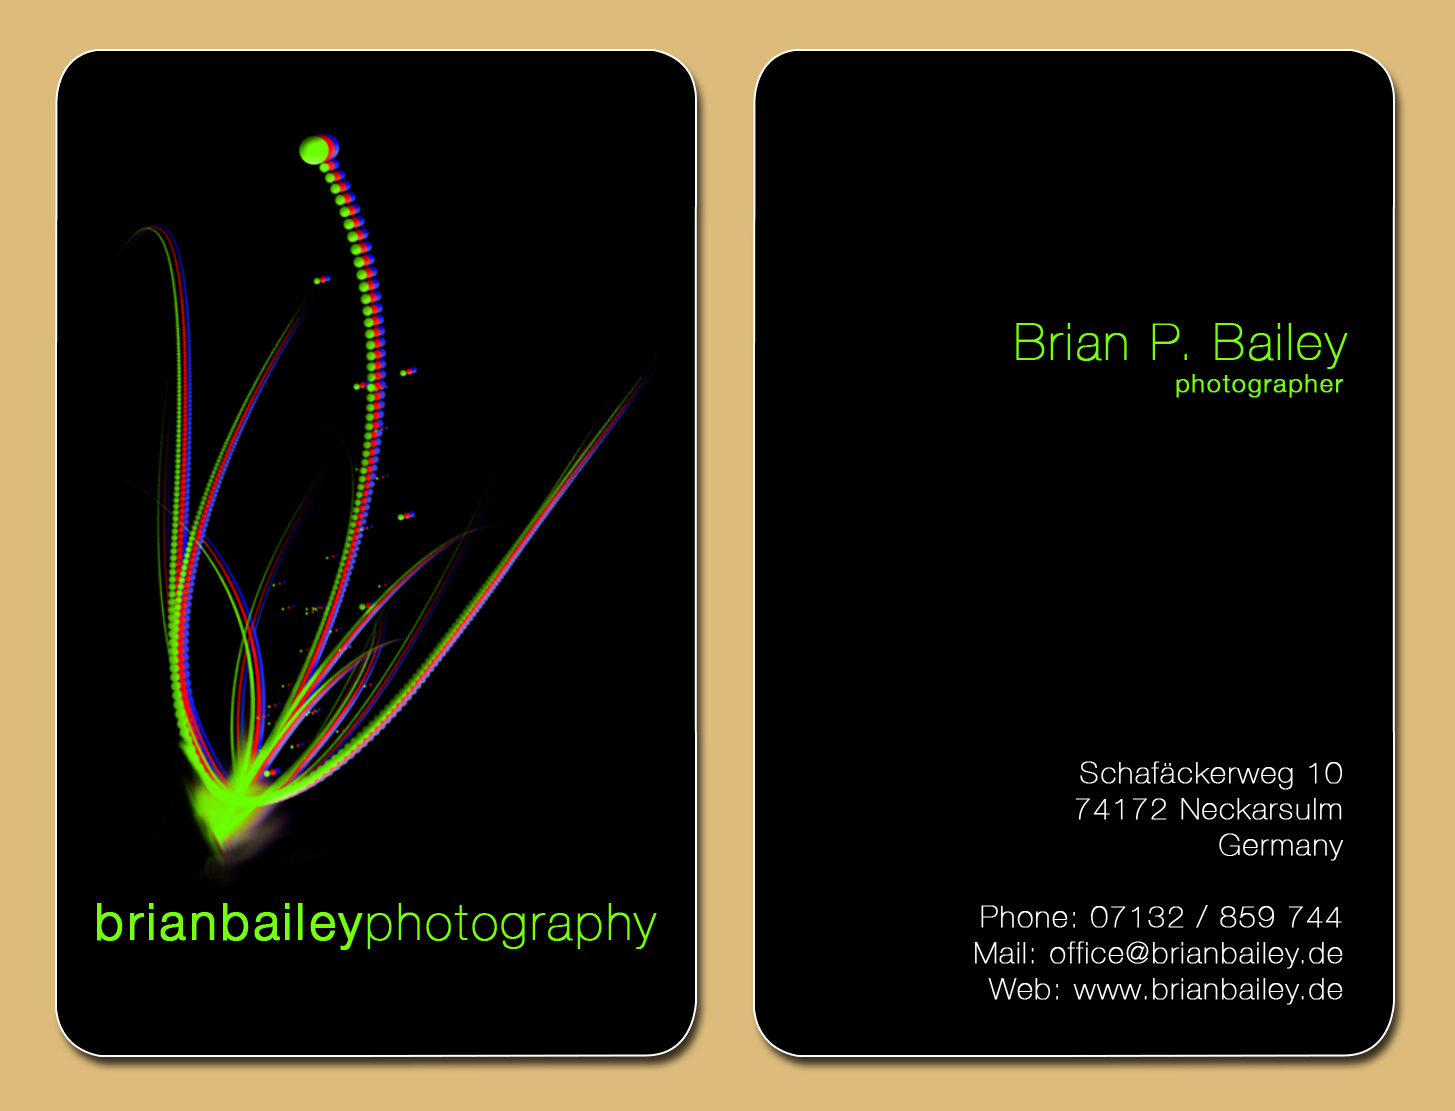 brianbaileyphotography
Brian P. Bailey
photographer
Schafäckerweg 10
74172 Neckarsulm
Germany
Phone: 07132 / 859 744
Mail: office@brianbailey.de
Web: www.brianbailey.de